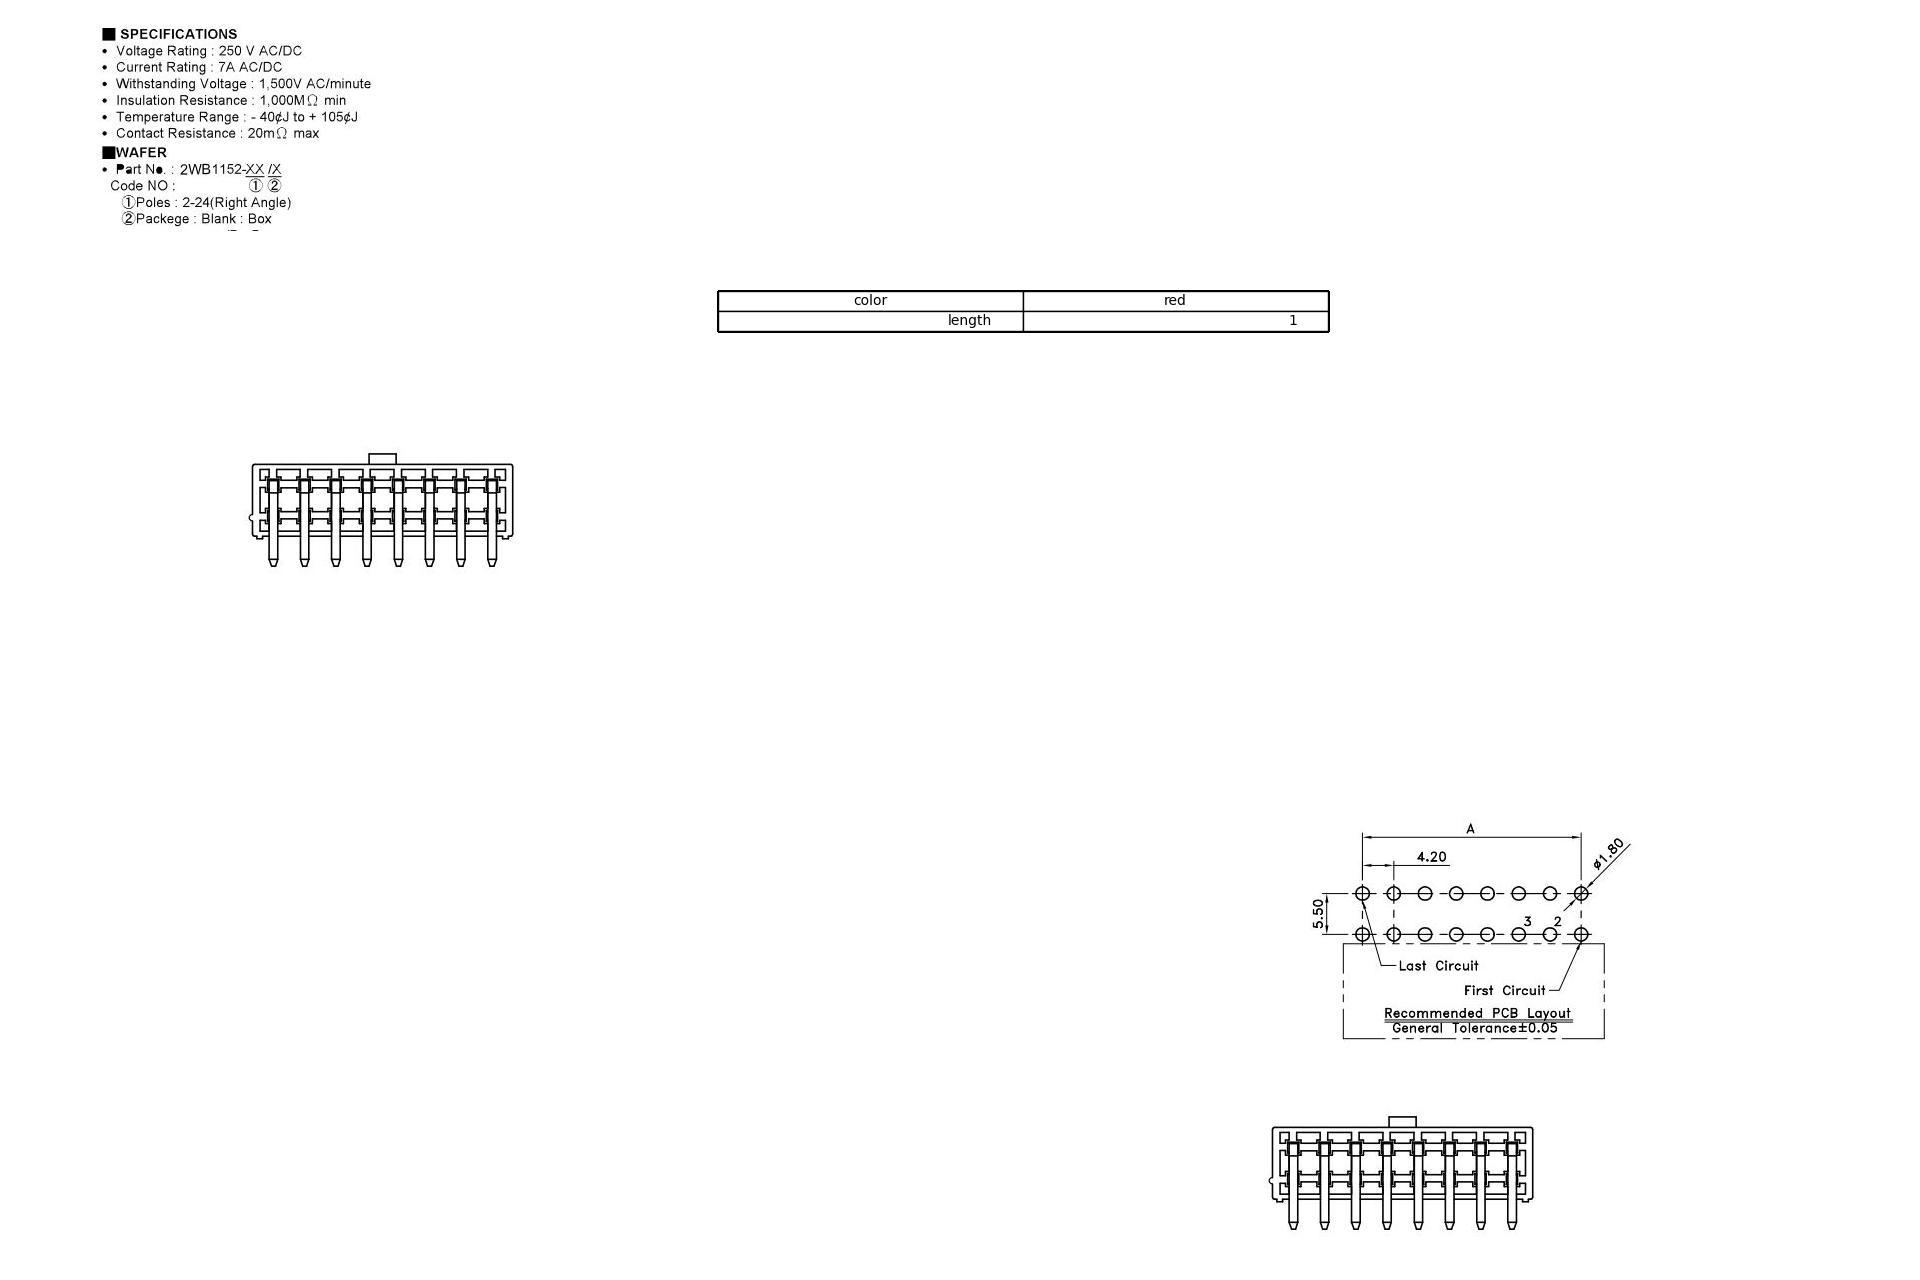 ■ SPECIFICATIONS
• Voltage Rating : 250 V AC/DC
• Current Rating : 7A AC/DC
• Withstanding Voltage : 1,500V AC/minute
• Insulation Resistance : 1,000MΩ min
• Temperature Range : - 40¢J to + 105¢J
• Contact Resistance : 20mΩ max
■WAFER
• Part No. : 2WB1152-XX /X
Code NO : ① ②
①Poles : 2-24(Right Angle)
②Packege : Blank : Box
color red
length 1
A
4.20
ø1.80
5.50
3 2
Last Circuit
First Circuit
Recommended PCB Layout
General Tolerance±0.05